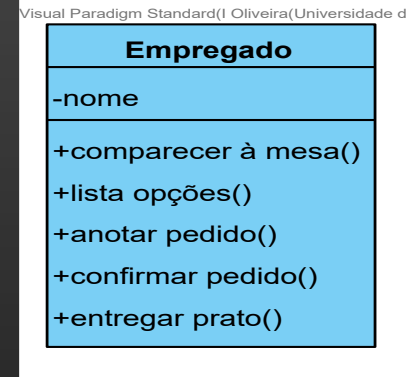 Visual Paradigm Standard(I Oliveira(Universidade d
Empregado
-nome
+comparecer à mesa()
+lista opções()
+anotar pedido()
+confirmar pedido()
+entregar prato()